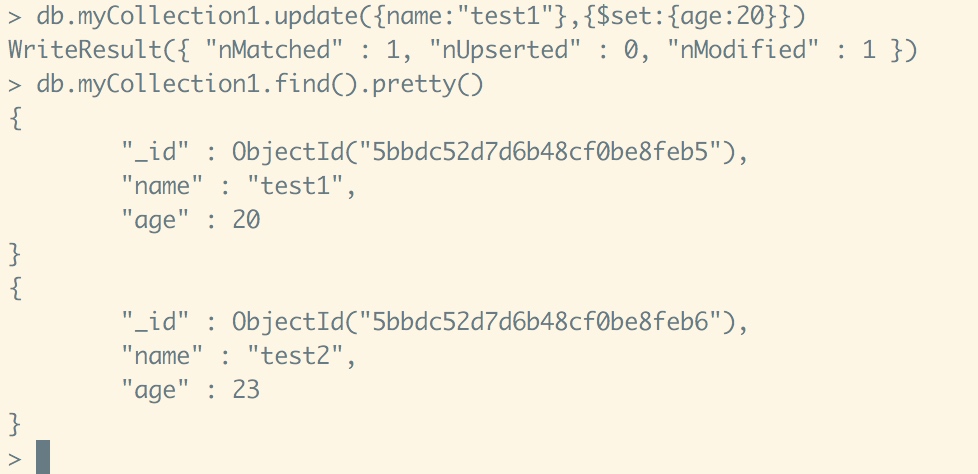 > db.myCollection1.update({name:"test1"},{$set:{age:20}})
WriteResult({ "nMatched" : 1, "nUpserted" : 0, "nModified" : 1 })
> db.myCollection1.find().pretty()
{
        "_id" : ObjectId("5bbdc52d7d6b48cf0be8feb5"),
        "name" : "test1",
        "age" : 20
}
{
        "_id" : ObjectId("5bbdc52d7d6b48cf0be8feb6"),
        "name" : "test2",
        "age" : 23
}
>